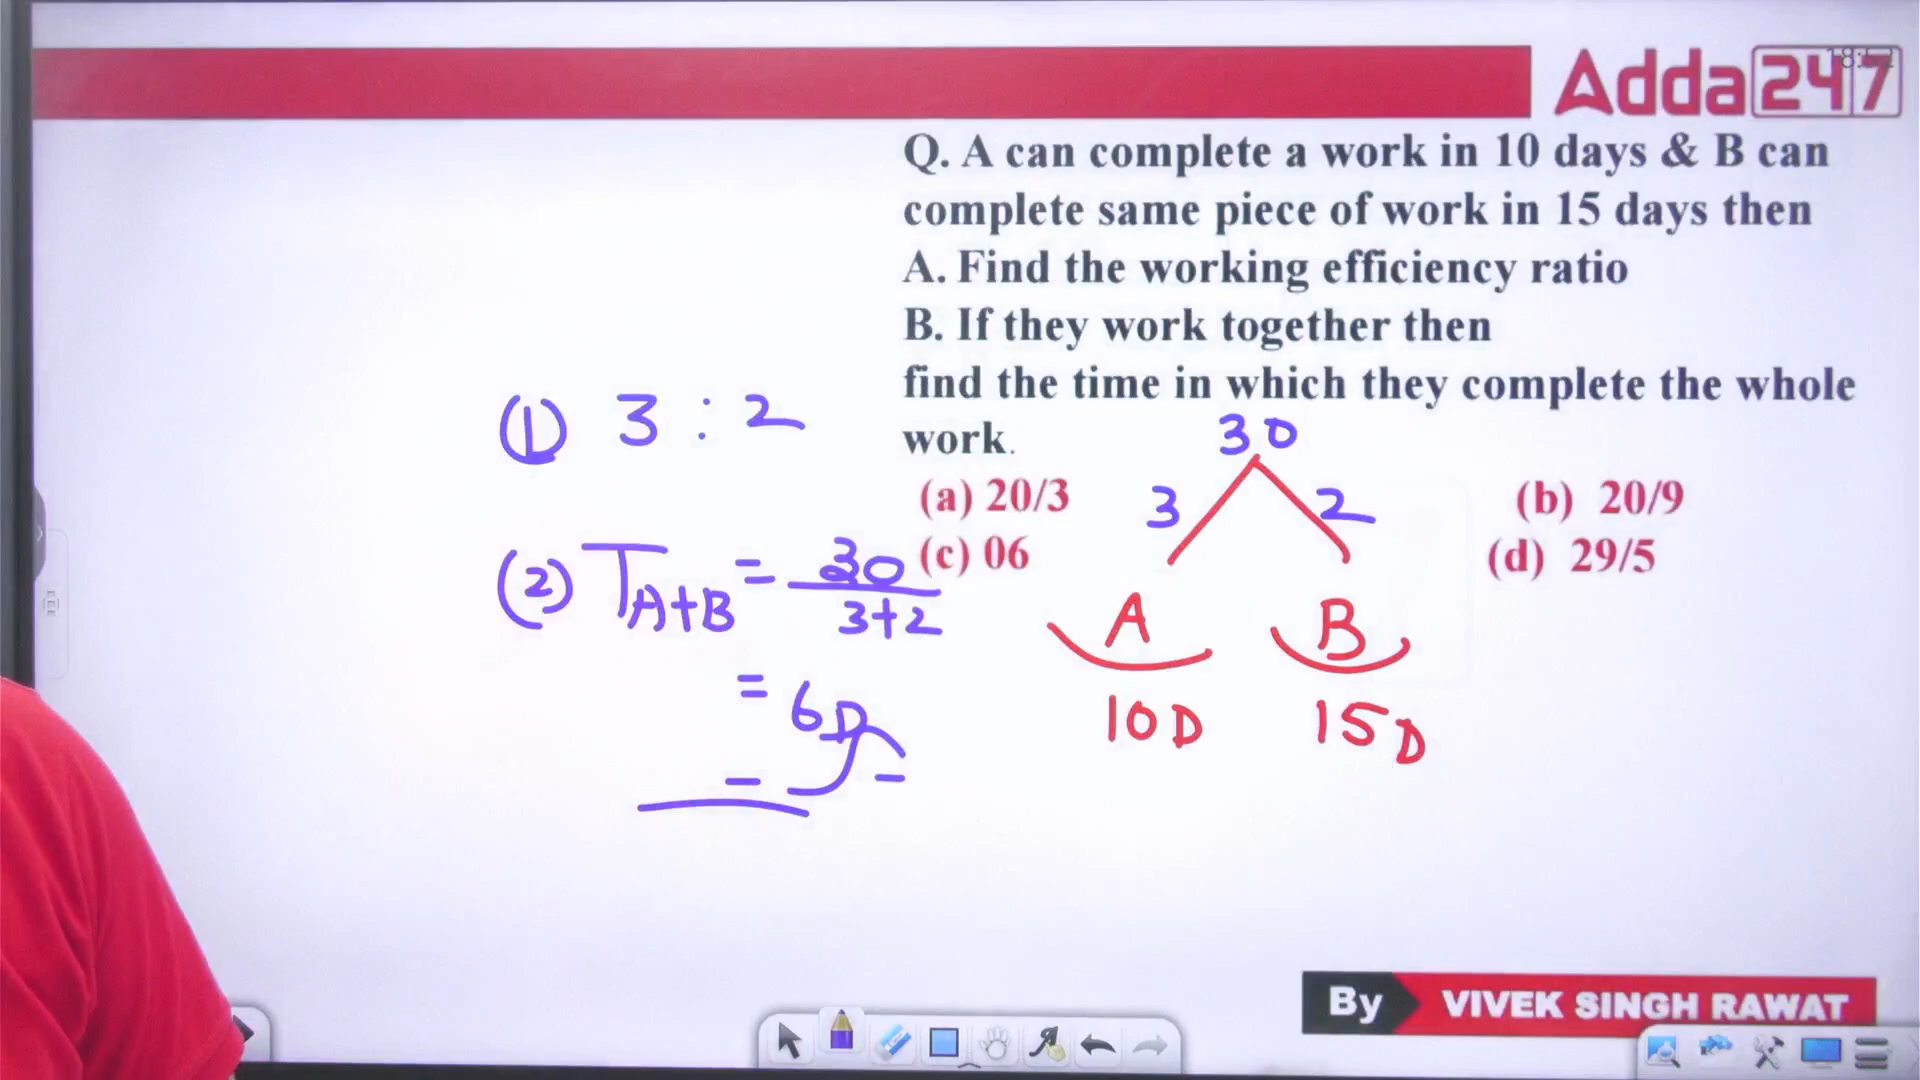 Adda247
Q. A can complete a work in 10 days & B can
complete same piece of work in 15 days then
A. Find the working efficiency ratio
B. If they work together then
find the time in which they complete the whole
work.
(a) 20/3
(b) 20/9
(c) 06
(d) 29/5
(1) 3 : 2
(2) TA+B = 30
3+2
= 6D
30
3 2
A B
10D 15D
By VIVEK SINGH RAWAT